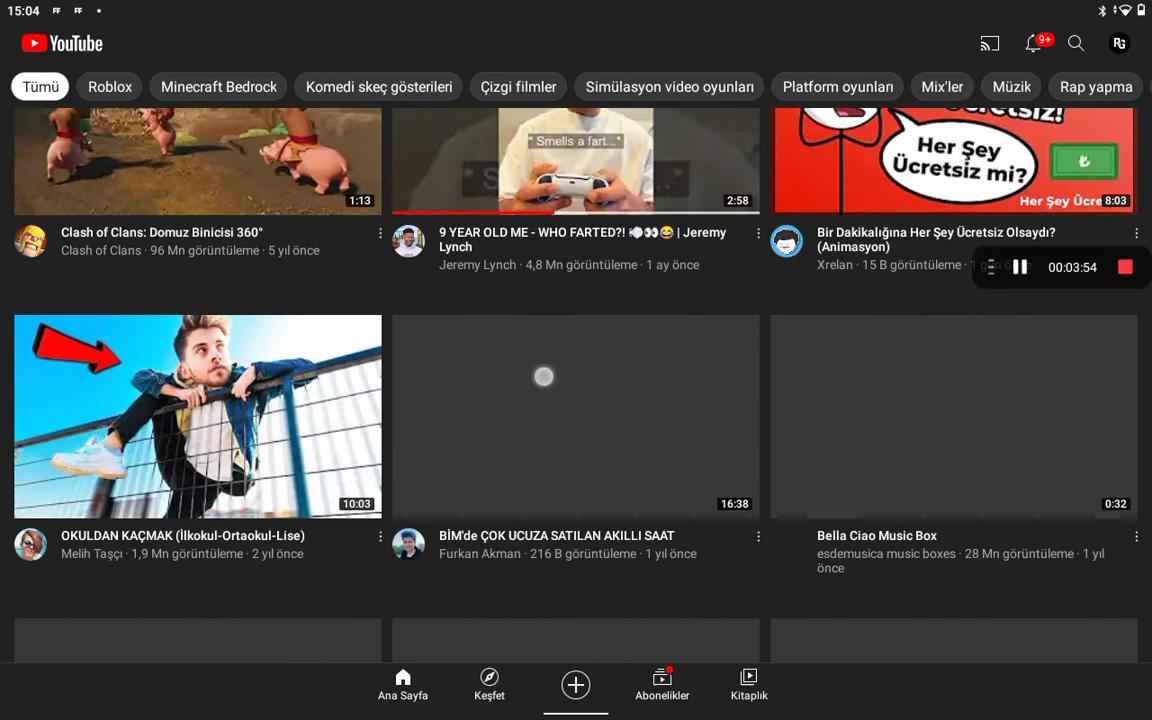 15:04
YouTube
9+
RG
Tümü
Roblox
Minecraft Bedrock
Komedi skeç gösterileri
Çizgi filmler
Simülasyon video oyunları
Platform oyunları
Mix'ler
Müzik
Rap yapma
1:13
* Smells a fart...*
2:58
Her Şey
Ücretsiz mi?
Her Şey Ücre
8:03
Clash of Clans: Domuz Binicisi 360°
Clash of Clans · 96 Mn görüntüleme · 5 yıl önce
9 YEAR OLD ME - WHO FARTED?! 💨👀😂 | Jeremy
Lynch
Jeremy Lynch · 4,8 Mn görüntüleme · 1 ay önce
Bir Dakikalığına Her Şey Ücretsiz Olsaydı?
(Animasyon)
Xrelan · 15 B görüntüleme · 1 gün önce
00:03:54
10:03
16:38
0:32
OKULDAN KAÇMAK (İlkokul-Ortaokul-Lise)
Melih Taşçı · 1,9 Mn görüntüleme · 2 yıl önce
BİM'de ÇOK UCUZA SATILAN AKILLI SAAT
Furkan Akman · 216 B görüntüleme · 1 yıl önce
Bella Ciao Music Box
esdemusica music boxes · 28 Mn görüntüleme · 1 yıl
önce
Ana Sayfa
Keşfet
Abonelikler
Kitaplık